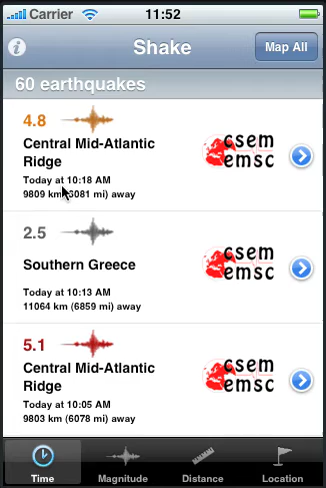 Carrier 11:52
i Shake Map All
60 earthquakes
4.8
Central Mid-Atlantic
Ridge
Today at 10:18 AM
9809 km (6081 mi) away
csem
emsc
2.5
Southern Greece
Today at 10:13 AM
11064 km (6859 mi) away
csem
emsc
5.1
Central Mid-Atlantic
Ridge
Today at 10:05 AM
9803 km (6078 mi) away
csem
emsc
Time Magnitude Distance Location